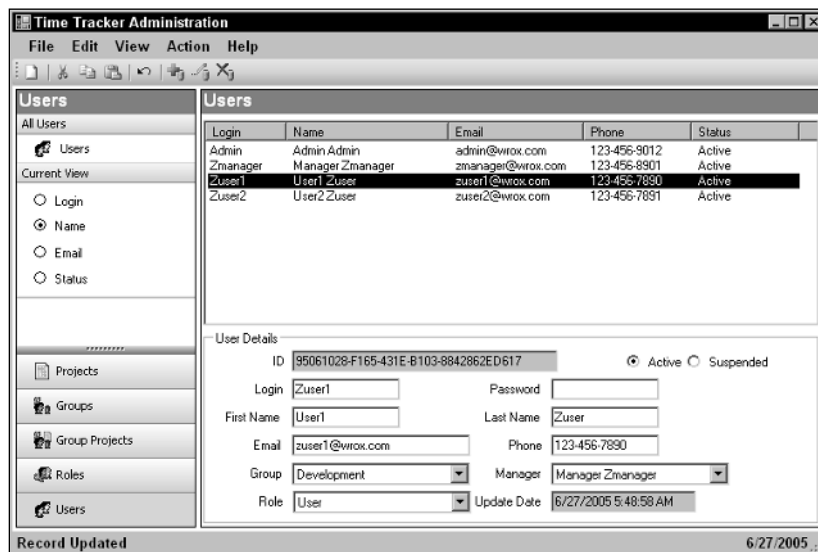 Time Tracker Administration
File Edit View Action Help
Users
All Users
Users
Current View
Login
Name
Email
Status
Projects
Groups
Group Projects
Roles
Users
Users
Login Name Email Phone Status
Admin Admin Admin admin@wrox.com 123-456-9012 Active
Zmanager Manager Zmanager zmanager@wrox.com 123-456-8901 Active
Zuser1 User1 Zuser zuser1@wrox.com 123-456-7890 Active
Zuser2 User2 Zuser zuser2@wrox.com 123-456-7891 Active
User Details
ID 95061028-F165-431E-B103-8842862ED617 Active Suspended
Login Zuser1 Password
First Name User1 Last Name Zuser
Email zuser1@wrox.com Phone 123-456-7890
Group Development Manager Manager Zmanager
Role User Update Date 6/27/2005 5:48:58 AM
Record Updated 6/27/2005